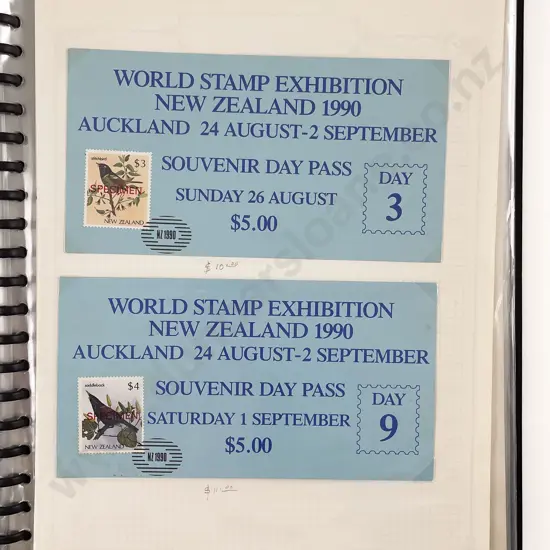 WORLD STAMP EXHIBITION
NEW ZEALAND 1990
AUCKLAND 24 AUGUST-2 SEPTEMBER
$3
SPECIMEN
NEW ZEALAND
NZ 1990
SOUVENIR DAY PASS
SUNDAY 26 AUGUST
$5.00
DAY
3
WORLD STAMP EXHIBITION
NEW ZEALAND 1990
AUCKLAND 24 AUGUST-2 SEPTEMBER
saddleback
$4
SPECIMEN
NEW ZEALAND
NZ 1990
SOUVENIR DAY PASS
SATURDAY 1 SEPTEMBER
$5.00
DAY
9